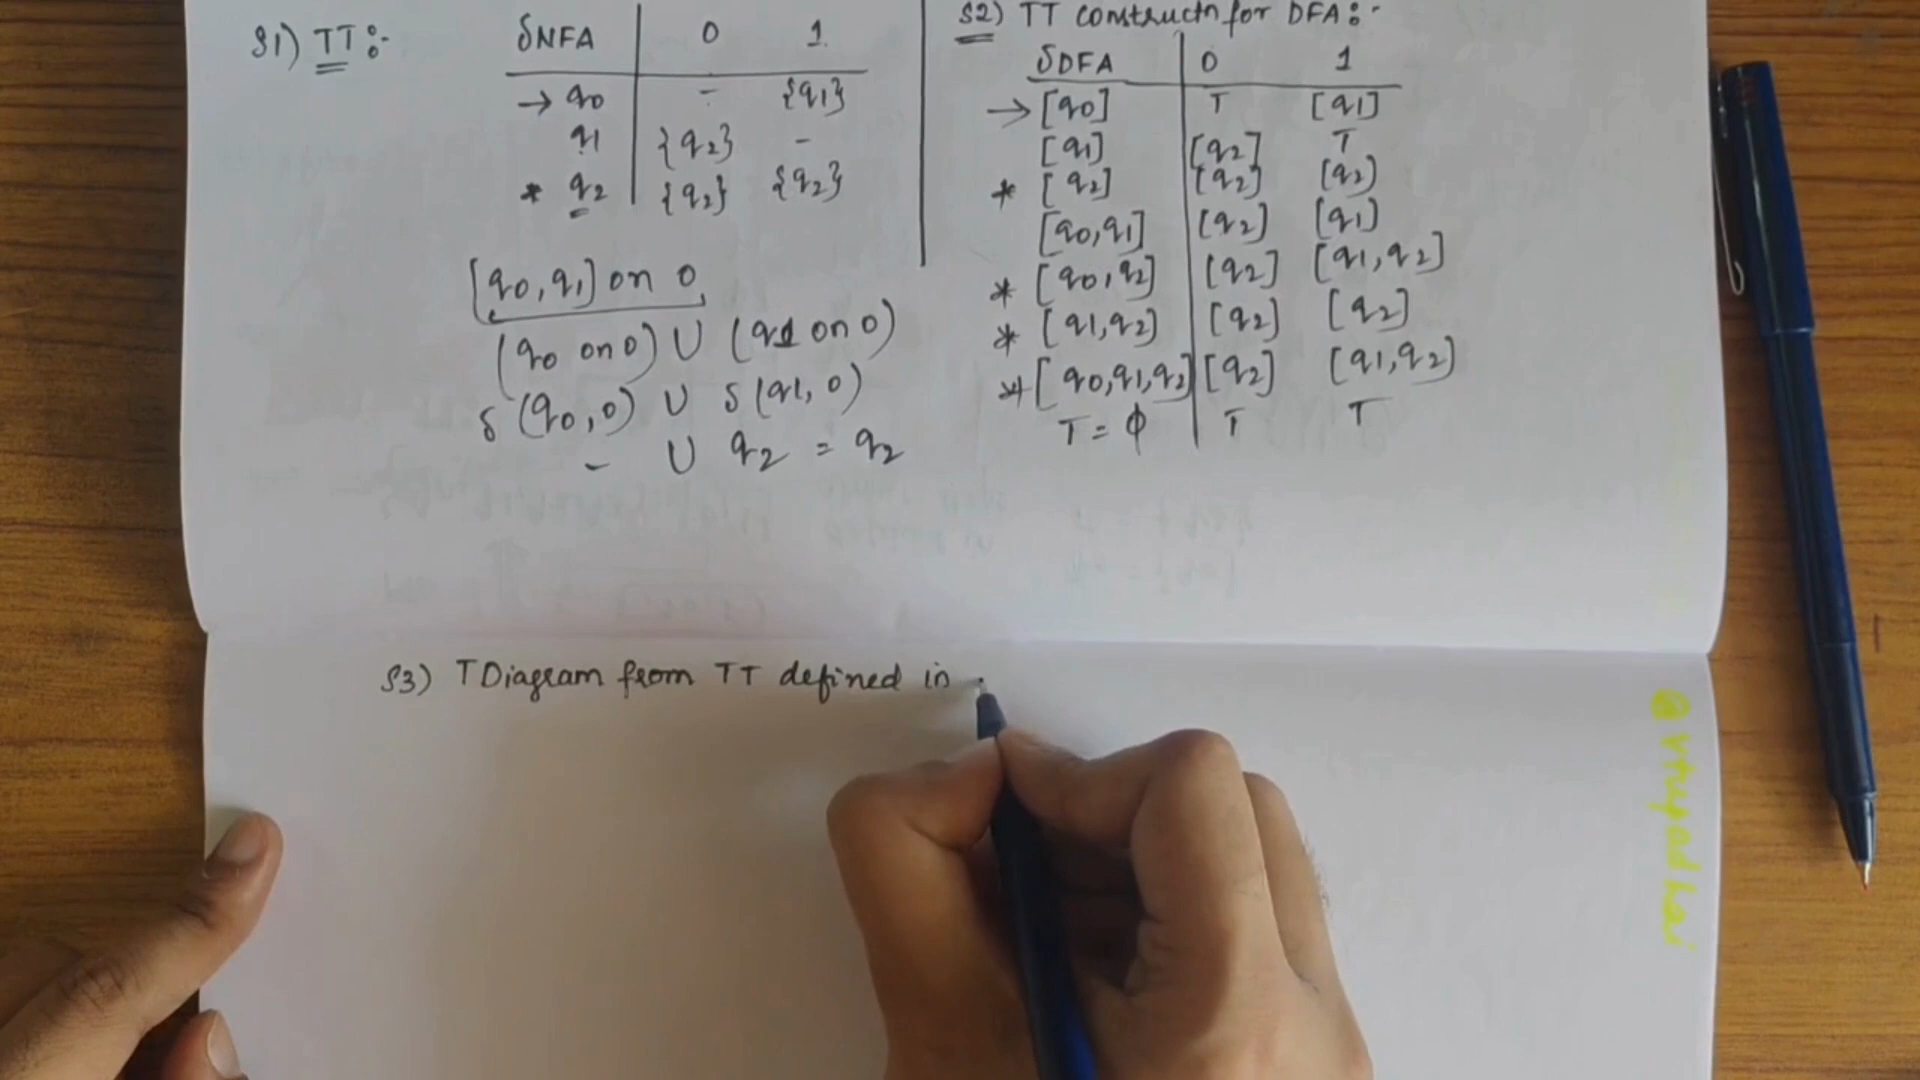 S1) TT:-
δNFA 0 1
→ q0 - {q1}
q1 {q2} -
* q2 {q2} {q2}
[q0,q1] on 0
(q0 on 0) U (q1 on 0)
δ (q0,0) U δ (q1, 0)
- U q2 = q2
S2) TT constructn for DFA:-
δDFA 0 1
→ [q0] T [q1]
[q1] [q2] T
* [q2] [q2] [q2]
[q0,q1] [q2] [q1]
* [q0,q2] [q2] [q1,q2]
* [q1,q2] [q2] [q2]
* [q0,q1,q2] [q2] [q1,q2]
T = ϕ T T
S3) TDiagram from TT defined in
@vtupadhai